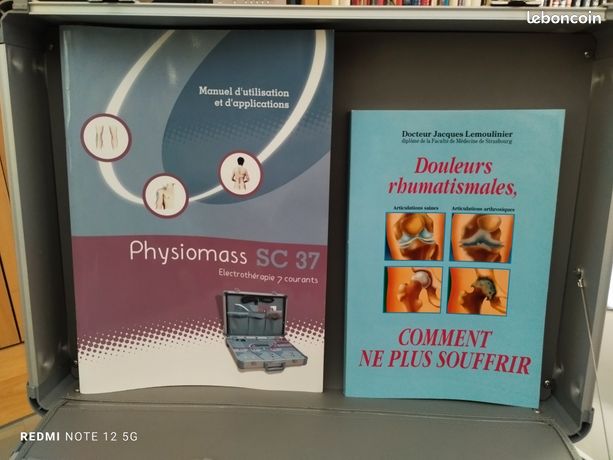 leboncoin
Manuel d'utilisation
et d'applications
Physiomass SC 37
Electrothérapie 7 courants
Docteur Jacques Lemoulinier
diplômé de la Faculté de Médecine de Strasbourg
Douleurs
rhumatismales,
Articulations saines
Articulations arthrosiques
COMMENT
NE PLUS SOUFFRIR
REDMI NOTE 12 5G